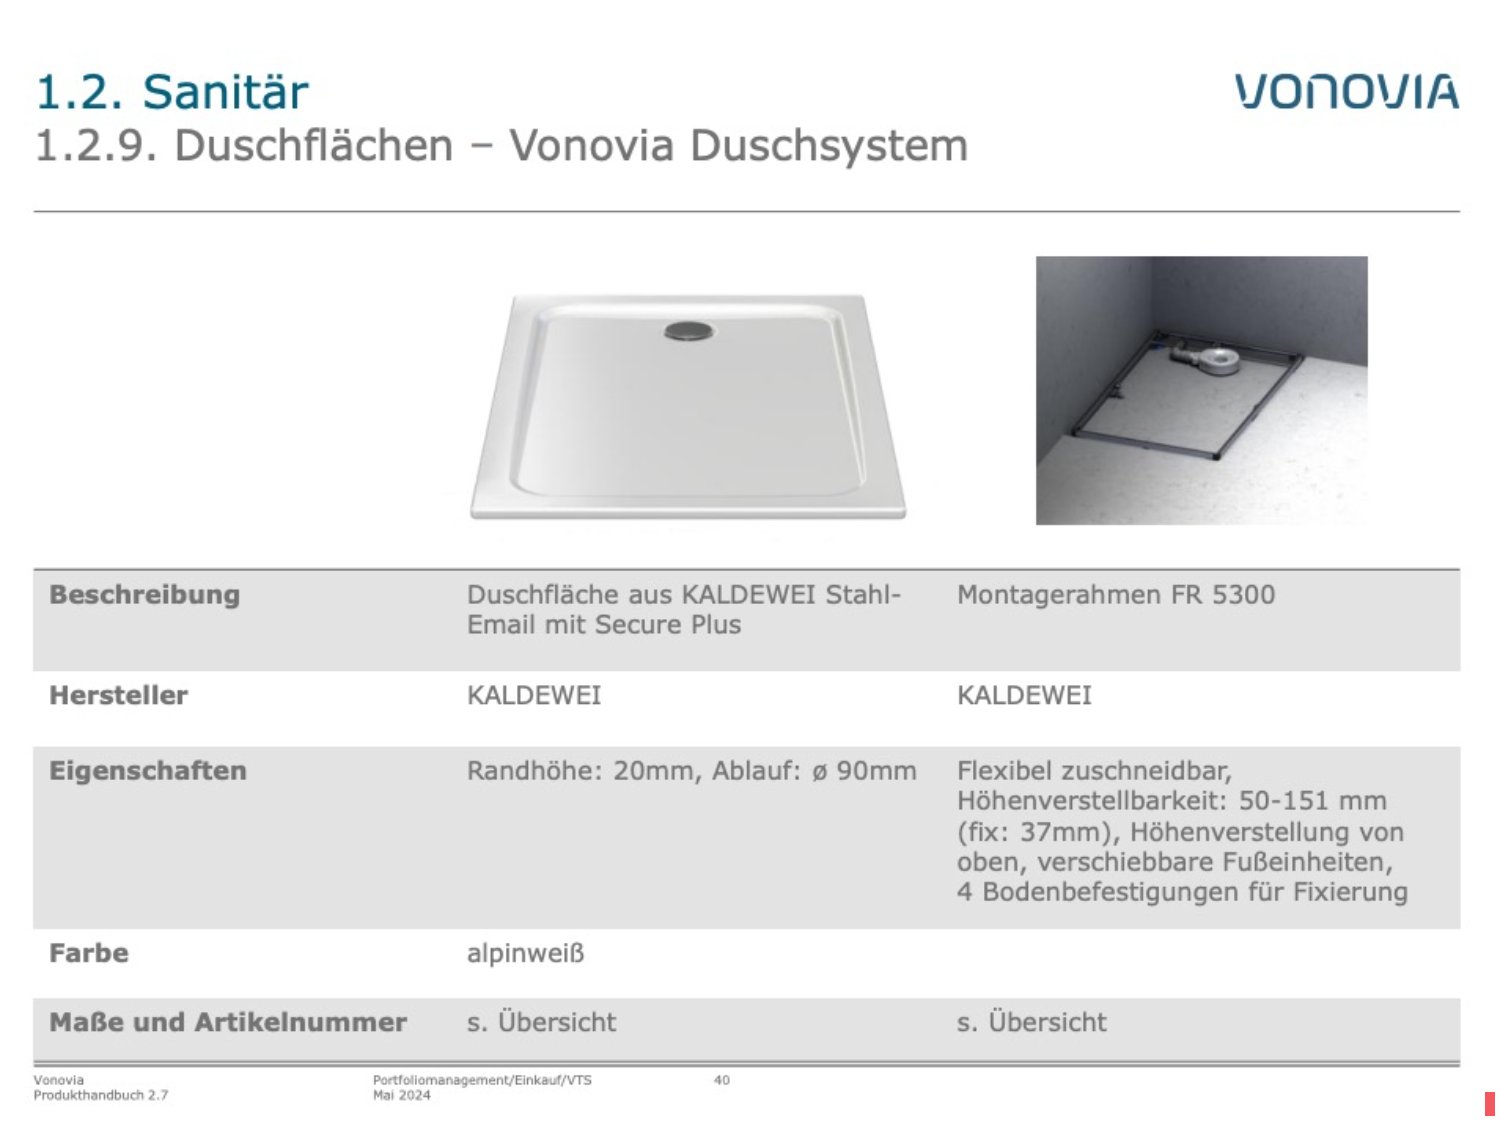 1.2. Sanitär
VONOVIA
1.2.9. Duschflächen – Vonovia Duschsystem
Beschreibung
Duschfläche aus KALDEWEI Stahl-
Email mit Secure Plus
Montagerahmen FR 5300
Hersteller
KALDEWEI
KALDEWEI
Eigenschaften
Randhöhe: 20mm, Ablauf: ø 90mm
Flexibel zuschneidbar,
Höhenverstellbarkeit: 50-151 mm
(fix: 37mm), Höhenverstellung von
oben, verschiebbare Fußeinheiten,
4 Bodenbefestigungen für Fixierung
Farbe
alpinweiß
Maße und Artikelnummer
s. Übersicht
s. Übersicht
Vonovia
Produkthandbuch 2.7
Portfoliomanagement/Einkauf/VTS
Mai 2024
40